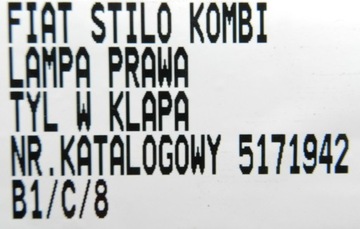 FIAT STILO KOMBI
LAMPA PRAWA
TYL W KLAPA
NR.KATALOGOWY 5171942
B1/C/8